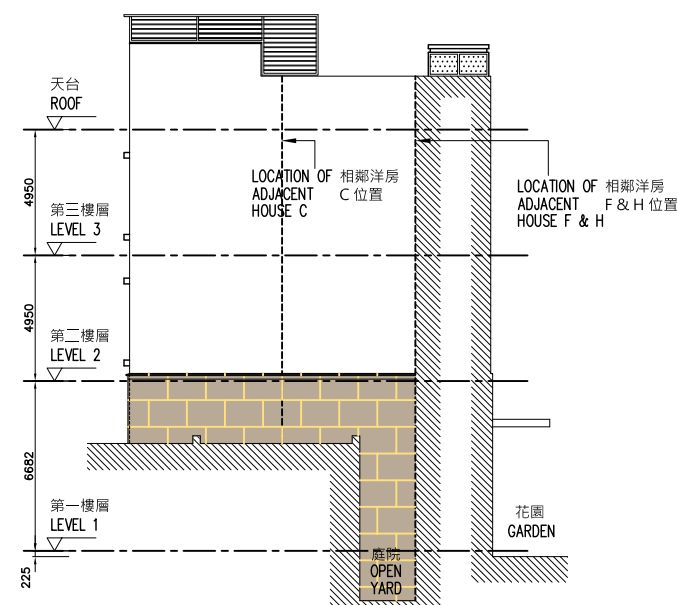 天台
ROOF
4950
LOCATION OF 相鄰洋房
ADJACENT C 位置
HOUSE C
LOCATION OF 相鄰洋房
ADJACENT F & H 位置
HOUSE F & H
第三樓層
LEVEL 3
4950
第二樓層
LEVEL 2
6682
第一樓層
LEVEL 1
花園
GARDEN
庭院
OPEN
YARD
225